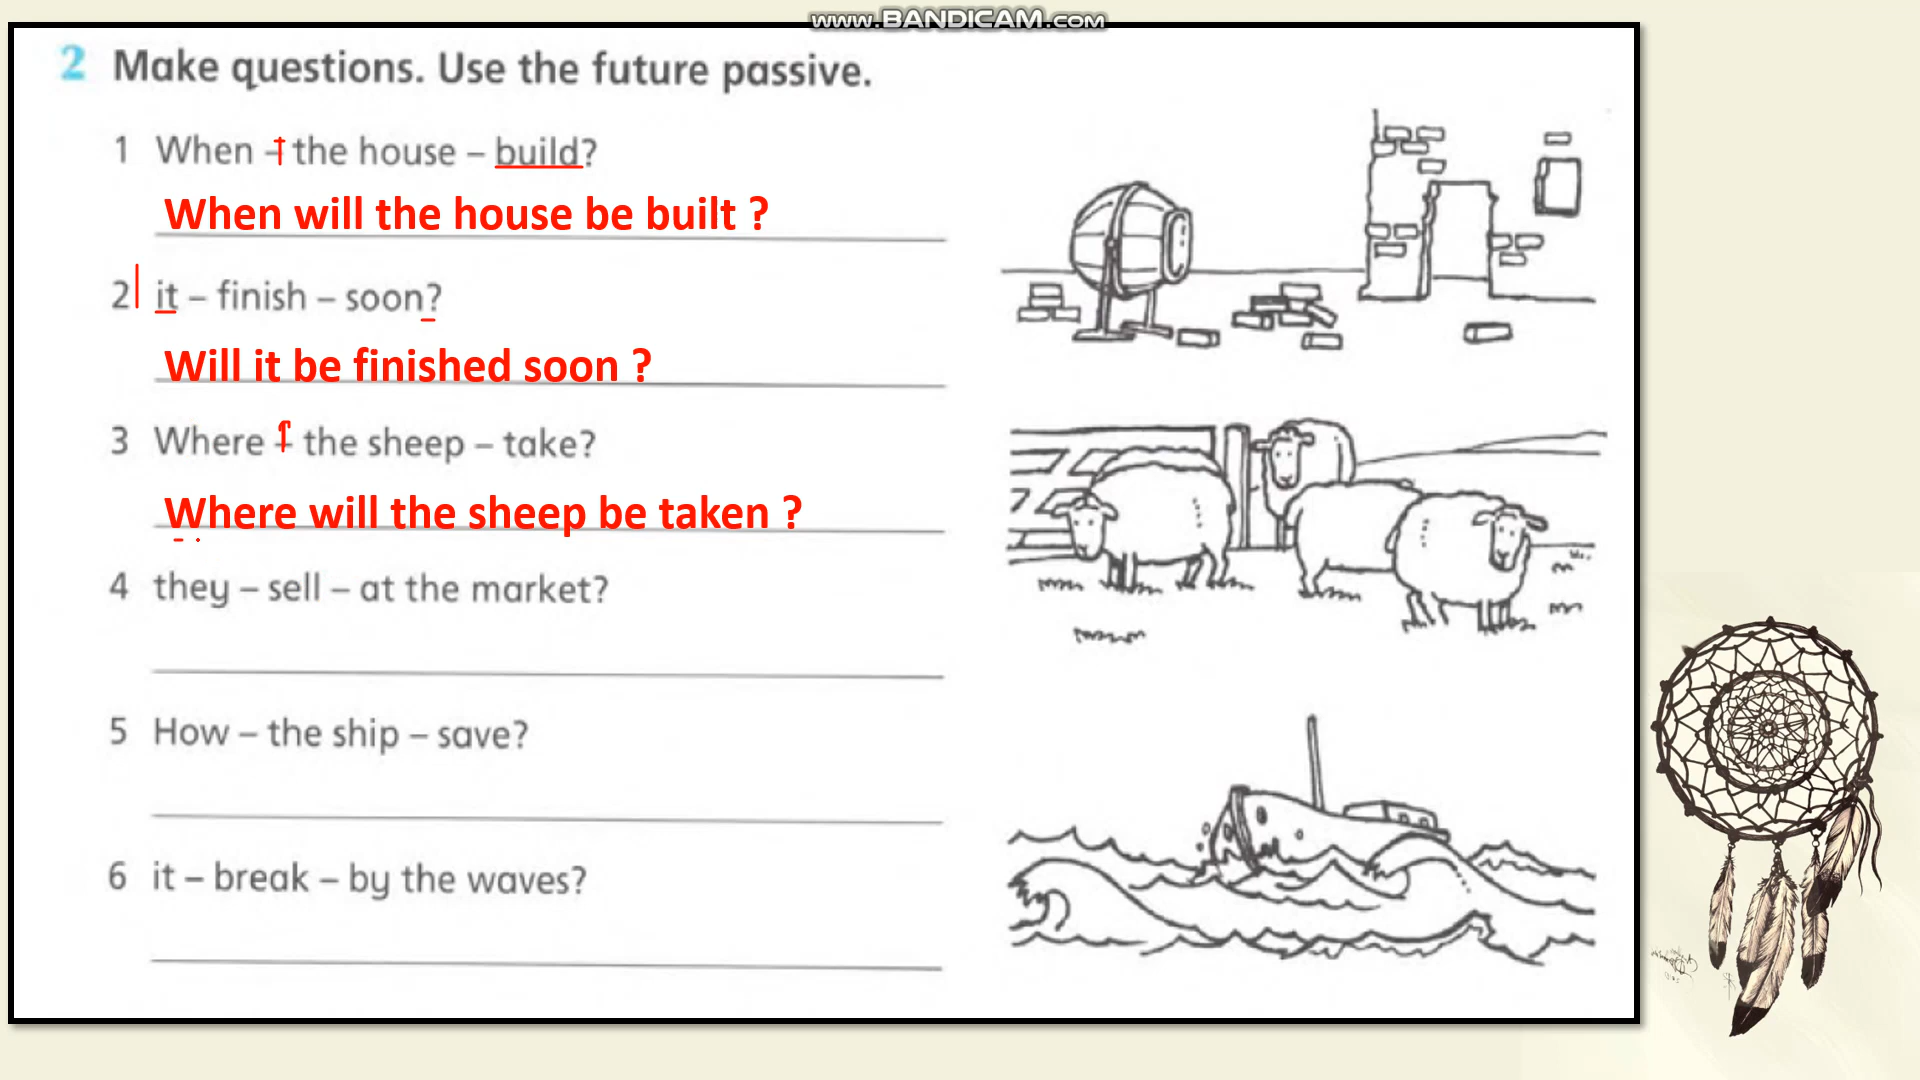 www.BANDICAM.com
2 Make questions. Use the future passive.
1 When – the house – build?
When will the house be built ?
2 it – finish – soon?
Will it be finished soon ?
3 Where – the sheep – take?
Where will the sheep be taken ?
4 they – sell – at the market?
5 How – the ship – save?
6 it – break – by the waves?